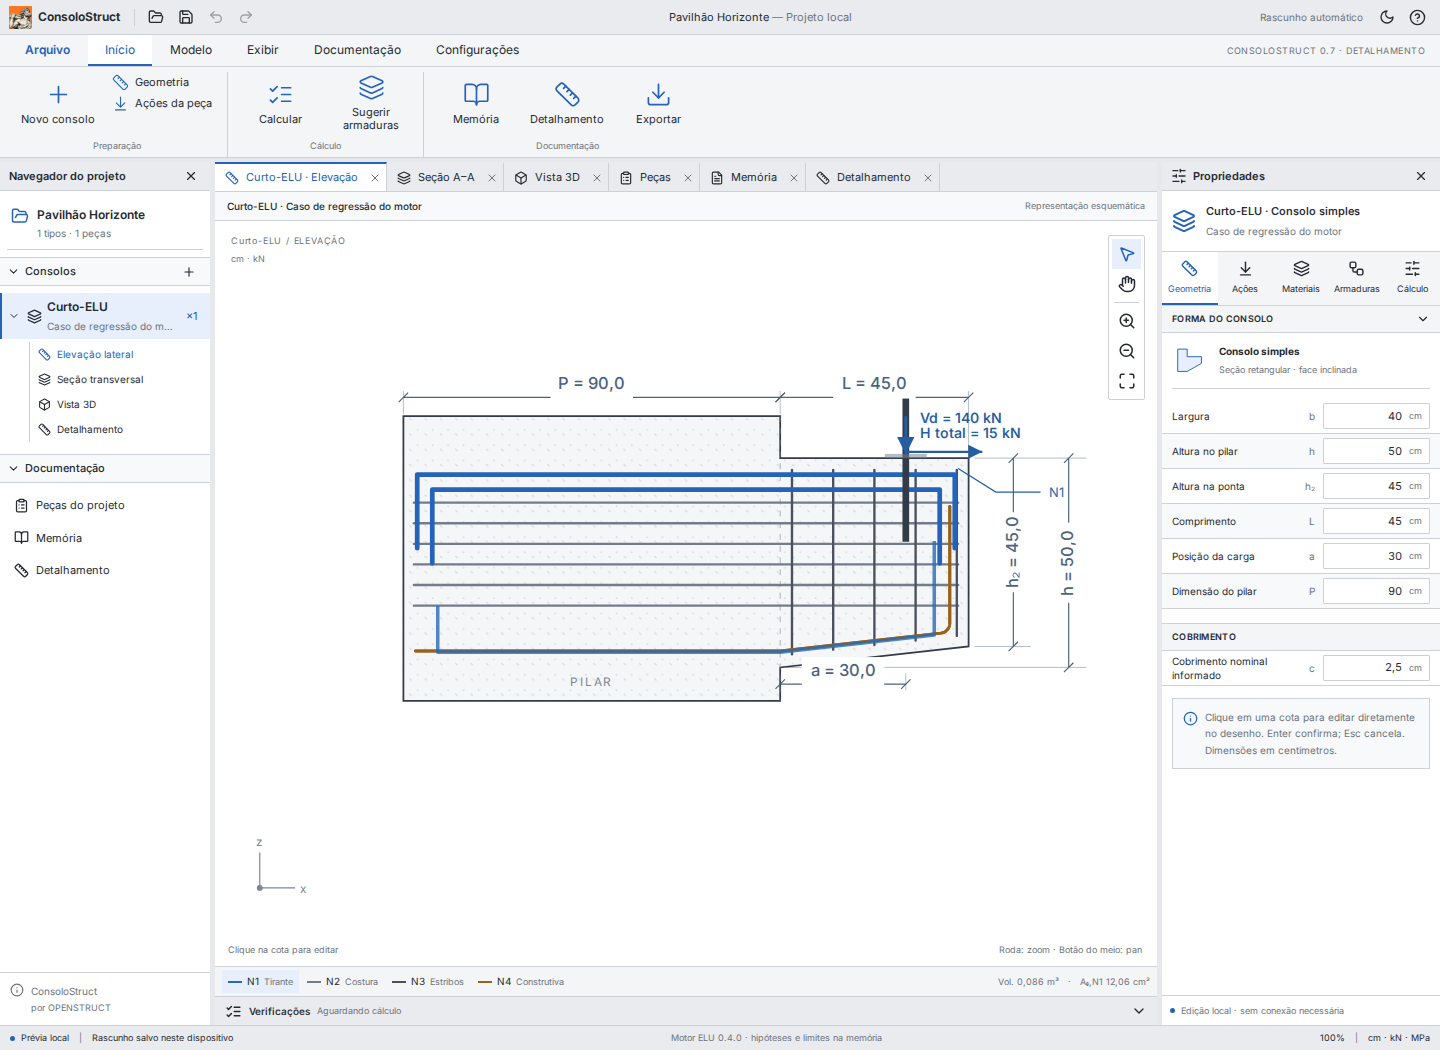 ConsoloStruct
Pavilhão Horizonte — Projeto local
Rascunho automático
Arquivo
Início
Modelo
Exibir
Documentação
Configurações
CONSOLOSTRUCT 0.7 · DETALHAMENTO
Novo consolo
Geometria
Ações da peça
Preparação
Calcular
Sugerir
armaduras
Cálculo
Memória
Detalhamento
Exportar
Documentação
Navegador do projeto
Pavilhão Horizonte
1 tipos · 1 peças
Consolos
Curto-ELU
Caso de regressão do m...
×1
Elevação lateral
Seção transversal
Vista 3D
Detalhamento
Documentação
Peças do projeto
Memória
Detalhamento
ConsoloStruct
por OPENSTRUCT
Curto-ELU · Elevação
Seção A–A
Vista 3D
Peças
Memória
Detalhamento
Curto-ELU · Caso de regressão do motor
Representação esquemática
Curto-ELU / ELEVAÇÃO
cm · kN
P = 90,0
L = 45,0
Vd = 140 kN
H total = 15 kN
N1
h₂ = 45,0
h = 50,0
a = 30,0
PILAR
z
x
Clique na cota para editar
Roda: zoom · Botão do meio: pan
N1 Tirante
N2 Costura
N3 Estribos
N4 Construtiva
Vol. 0,086 m³ · Aₛ,N1 12,06 cm²
Verificações Aguardando cálculo
Propriedades
Curto-ELU · Consolo simples
Caso de regressão do motor
Geometria
Ações
Materiais
Armaduras
Cálculo
FORMA DO CONSOLO
Consolo simples
Seção retangular · face inclinada
Largura b 40 cm
Altura no pilar h 50 cm
Altura na ponta h₂ 45 cm
Comprimento L 45 cm
Posição da carga a 30 cm
Dimensão do pilar P 90 cm
COBRIMENTO
Cobrimento nominal
informado c 2,5 cm
Clique em uma cota para editar diretamente
no desenho. Enter confirma; Esc cancela.
Dimensões em centímetros.
Edição local · sem conexão necessária
Prévia local
Rascunho salvo neste dispositivo
Motor ELU 0.4.0 · hipóteses e limites na memória
100%
cm · kN · MPa